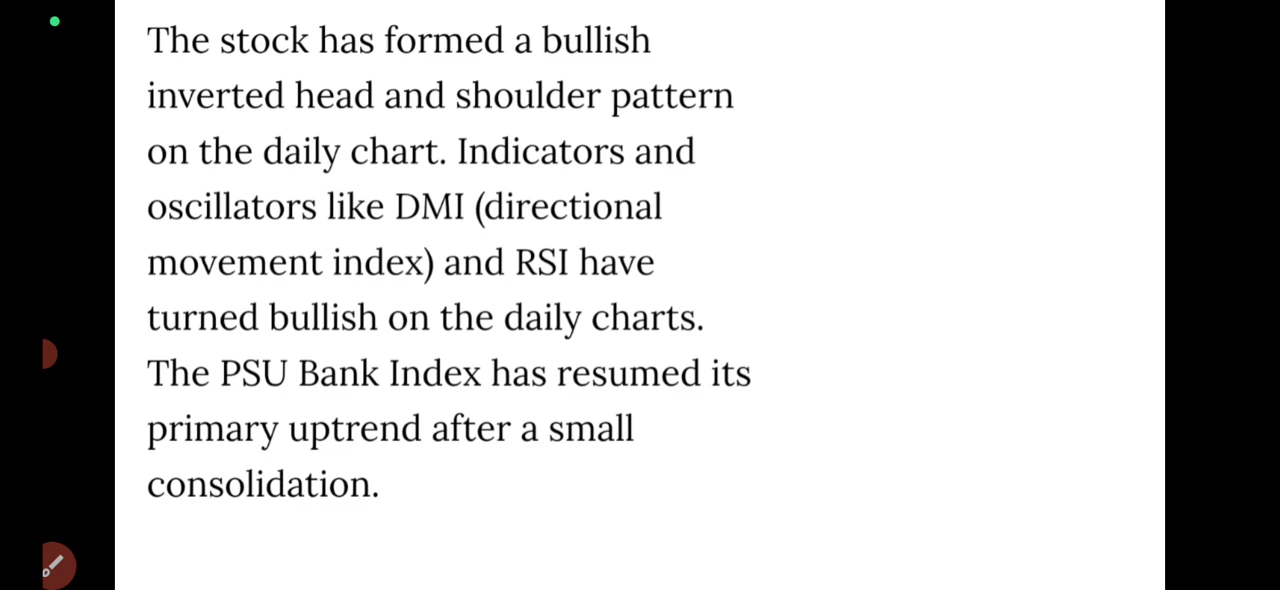 The stock has formed a bullish
inverted head and shoulder pattern
on the daily chart. Indicators and
oscillators like DMI (directional
movement index) and RSI have
turned bullish on the daily charts.
The PSU Bank Index has resumed its
primary uptrend after a small
consolidation.